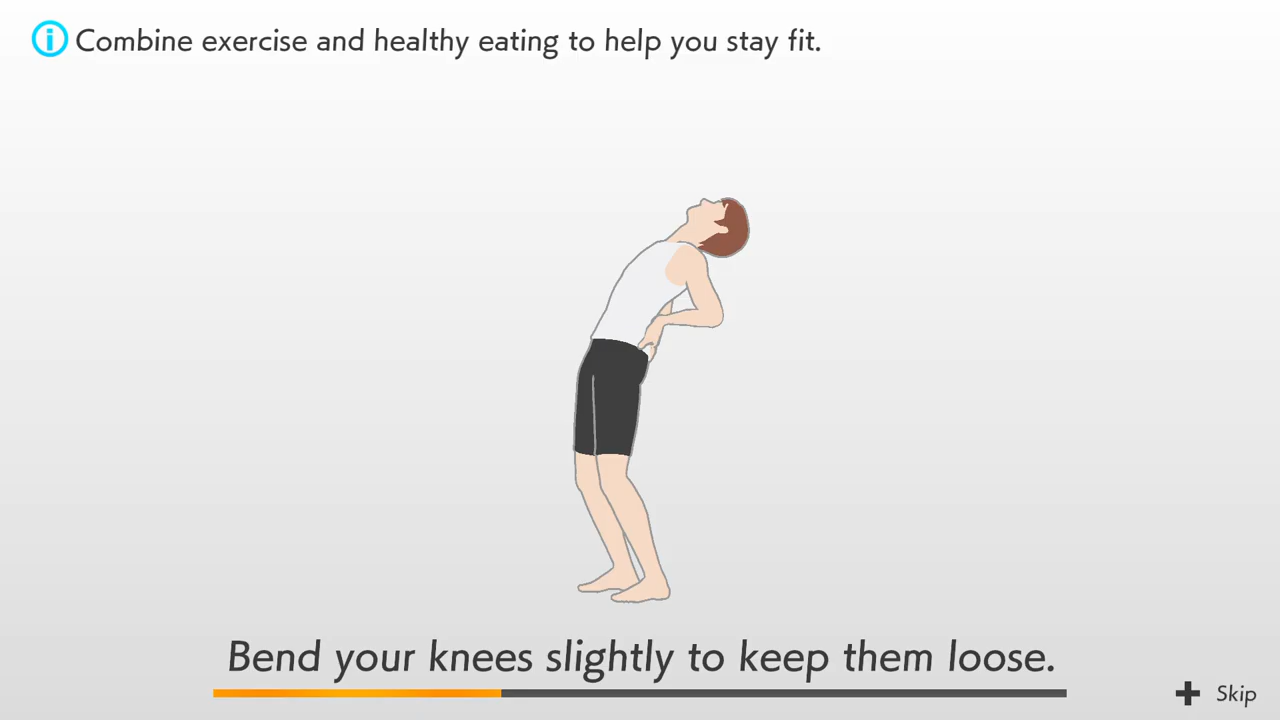 Combine exercise and healthy eating to help you stay fit.
Bend your knees slightly to keep them loose.
Skip